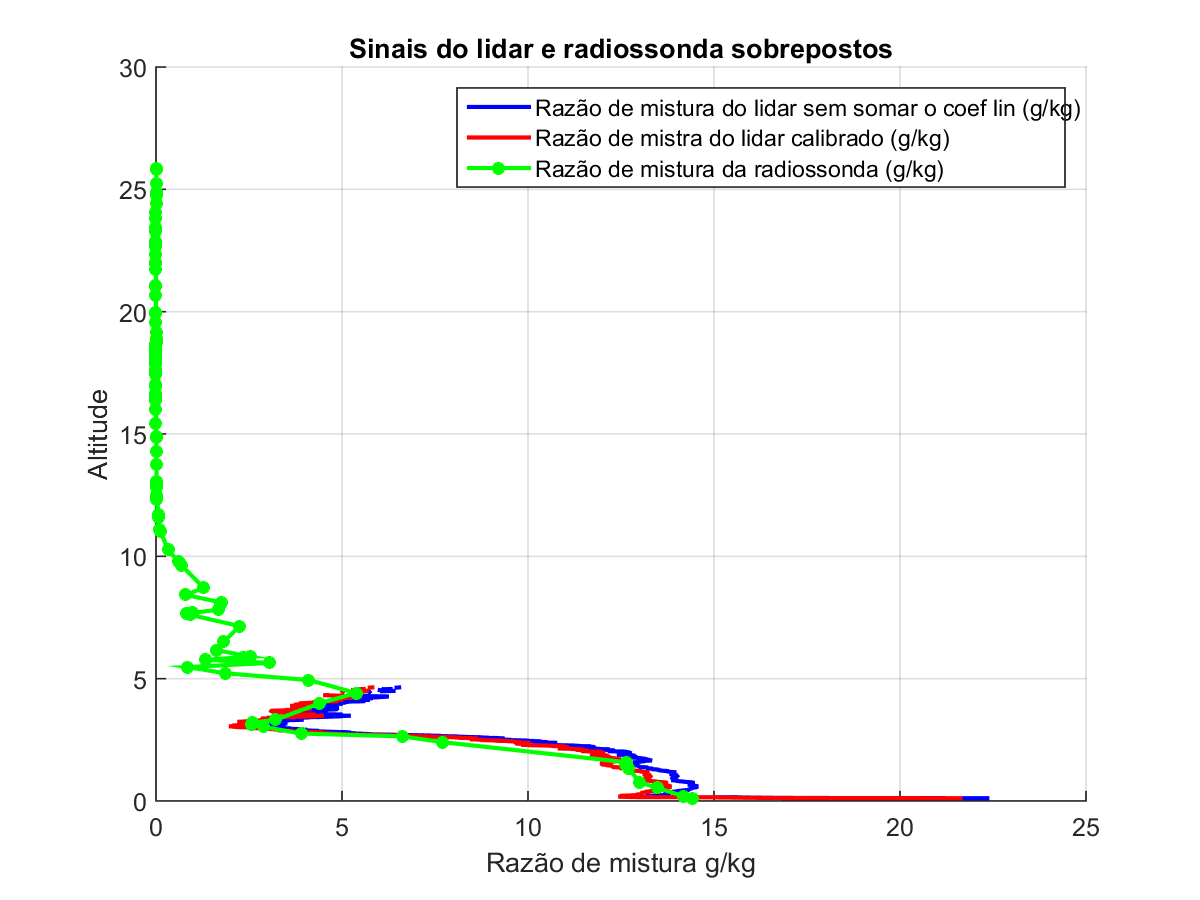 Sinais do lidar e radiossonda sobrepostos
30
Razão de mistura do lidar sem somar o coef lin (g/kg)
Razão de mistra do lidar calibrado (g/kg)
Razão de mistura da radiossonda (g/kg)
25
20
15
Altitude
10
5
0
0 5 10 15 20 25
Razão de mistura g/kg